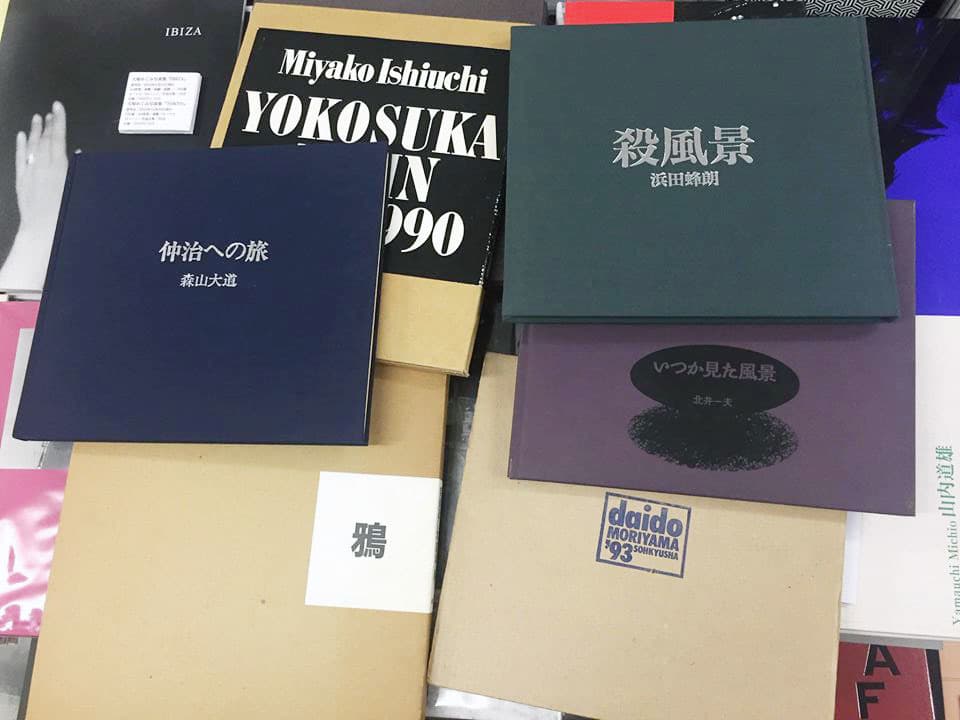 IBIZA
Miyako Ishiuchi
YOKOSUKA
殺風景
浜田蜂朗
仲治への旅
森山大道
990
いつか見た風景
北井一夫
鴉
daido
MORIYAMA
'93 SOHKYUSHA
Yamauchi Michio 山内道雄